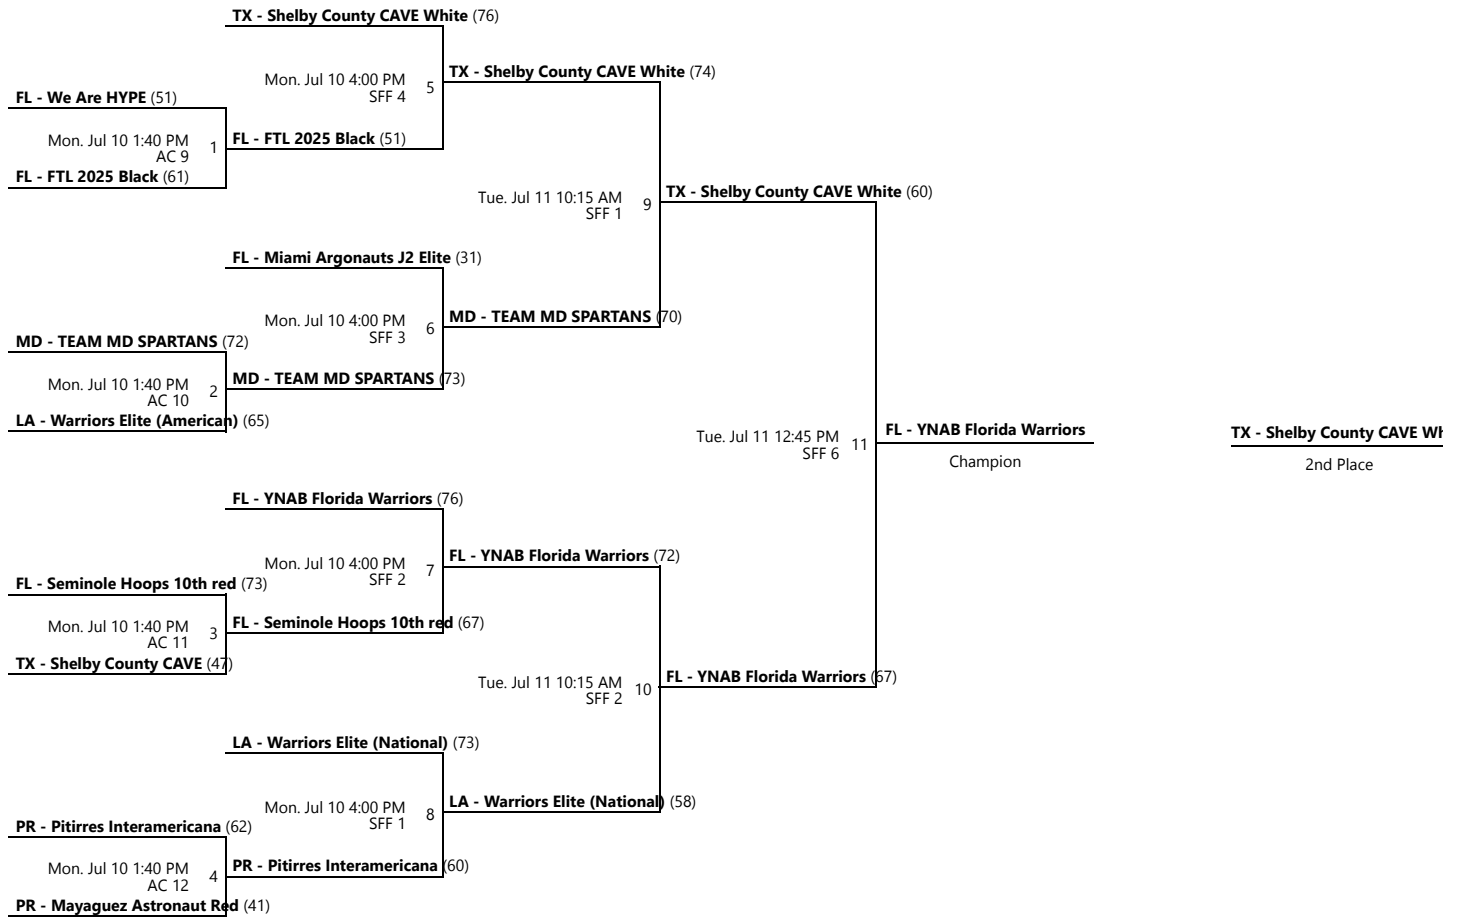 TX - Shelby County CAVE White (76)
Mon. Jul 10 4:00 PM
SFF 4
5
TX - Shelby County CAVE White (74)
FL - We Are HYPE (51)
Mon. Jul 10 1:40 PM
AC 9
1
FL - FTL 2025 Black (51)
FL - FTL 2025 Black (61)
Tue. Jul 11 10:15 AM
SFF 1
9
TX - Shelby County CAVE White (60)
FL - Miami Argonauts J2 Elite (31)
Mon. Jul 10 4:00 PM
SFF 3
6
MD - TEAM MD SPARTANS (70)
MD - TEAM MD SPARTANS (72)
Mon. Jul 10 1:40 PM
AC 10
2
MD - TEAM MD SPARTANS (73)
LA - Warriors Elite (American) (65)
Tue. Jul 11 12:45 PM
SFF 6
11
FL - YNAB Florida Warriors
Champion
TX - Shelby County CAVE Wh
2nd Place
FL - YNAB Florida Warriors (76)
Mon. Jul 10 4:00 PM
SFF 2
7
FL - YNAB Florida Warriors (72)
FL - Seminole Hoops 10th red (73)
Mon. Jul 10 1:40 PM
AC 11
3
FL - Seminole Hoops 10th red (67)
TX - Shelby County CAVE (47)
Tue. Jul 11 10:15 AM
SFF 2
10
FL - YNAB Florida Warriors (67)
LA - Warriors Elite (National) (73)
Mon. Jul 10 4:00 PM
SFF 1
8
LA - Warriors Elite (National) (58)
PR - Pitirres Interamericana (62)
Mon. Jul 10 1:40 PM
AC 12
4
PR - Pitirres Interamericana (60)
PR - Mayaguez Astronaut Red (41)